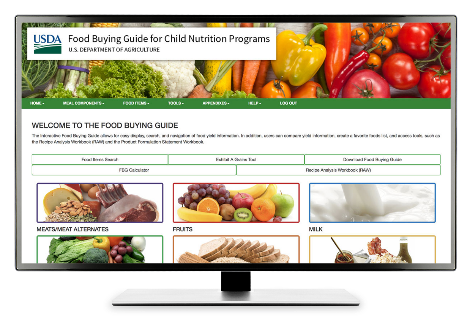 USDA
Food Buying Guide for Child Nutrition Programs
U.S. DEPARTMENT OF AGRICULTURE
HOME
MEAL COMPONENTS
FOOD ITEMS
TOOLS
APPENDICES
HELP
LOG OUT
WELCOME TO THE FOOD BUYING GUIDE
The Interactive Food Buying Guide allows for easy display, search, and navigation of food yield information. In addition, users can compare yield information, create a favorite foods list, and access tools, such as
the Recipe Analysis Workbook (RAW) and the Product Formulation Statement Workbook.
Food Items Search
Exhibit A Grains Tool
Download Food Buying Guide
FBG Calculator
Recipe Analysis Workbook (RAW)
MEATS/MEAT ALTERNATES
FRUITS
MILK